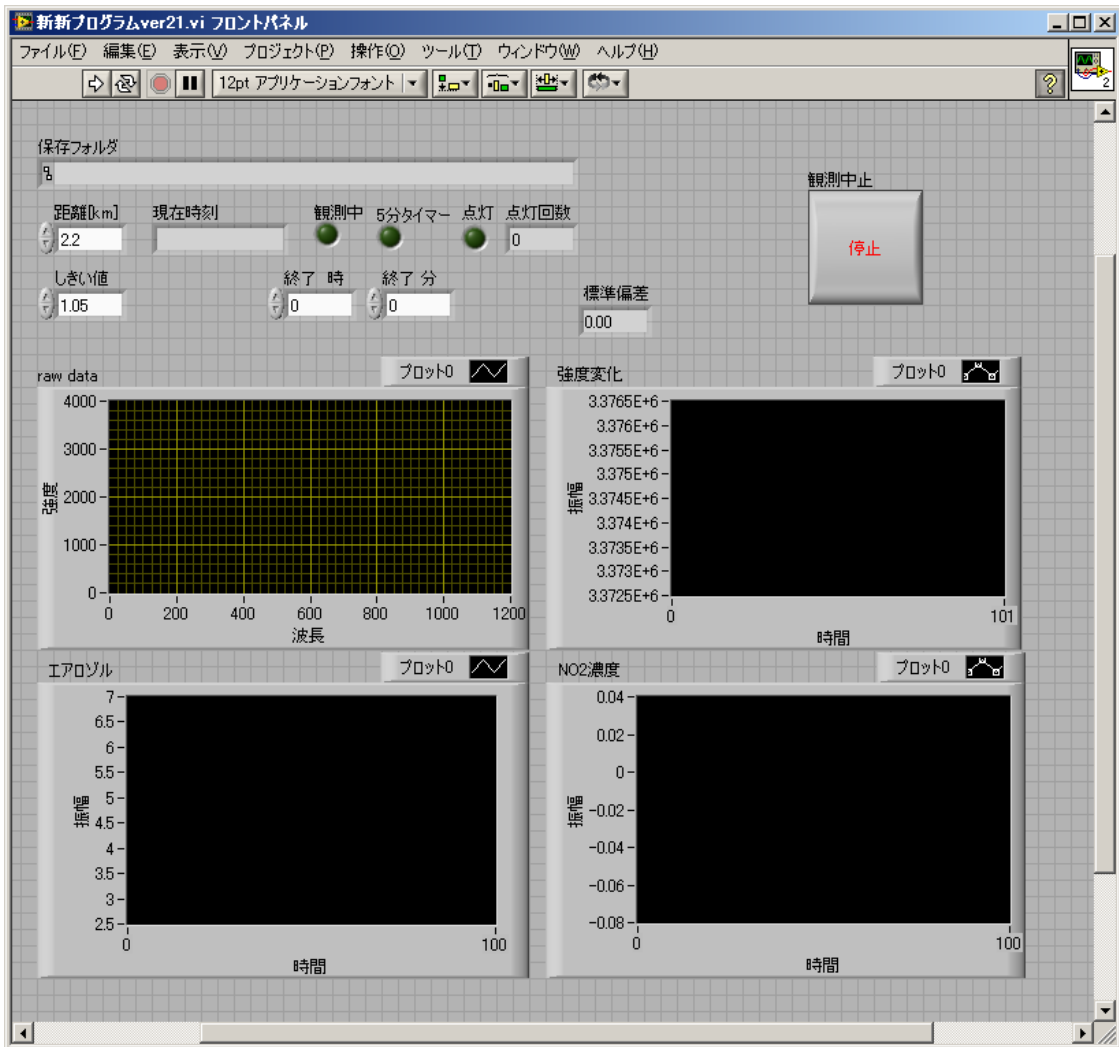 新新プログラムver21.vi フロントパネル
ファイル(F) 編集(E) 表示(V) プロジェクト(P) 操作(O) ツール(T) ウィンドウ(W) ヘルプ(H)
12pt アプリケーションフォント
2
保存フォルダ
観測中止
停止
距離[km] 現在時刻 観測中 5分タイマー 点灯 点灯回数
2.2 0
しきい値 終了 時 終了 分
1.05 0 0
標準偏差
0.00
raw data プロット0
4000
3000
2000
1000
0
強度
0 200 400 600 800 1000 1200
波長
強度変化 プロット0
3.3765E+6
3.376E+6
3.3755E+6
3.375E+6
3.3745E+6
3.374E+6
3.3735E+6
3.373E+6
3.3725E+6
振幅
0 101
時間
エアロゾル プロット0
7
6.5
6
5.5
5
4.5
4
3.5
3
2.5
振幅
0 100
時間
NO2濃度 プロット0
0.04
0.02
0
-0.02
-0.04
-0.06
-0.08
振幅
0 100
時間